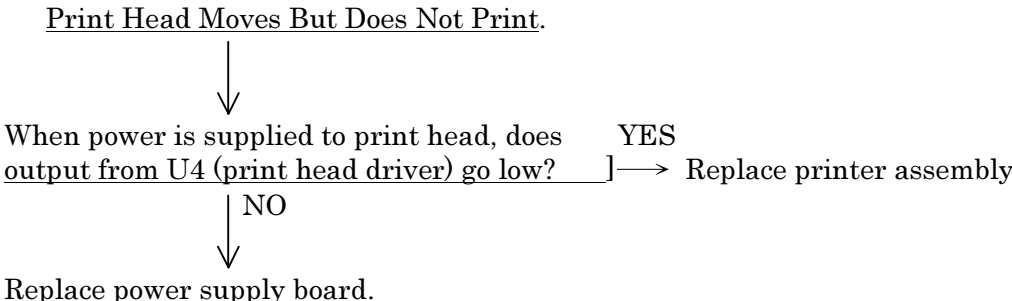 Print Head Moves But Does Not Print.
When power is supplied to print head, does YES
output from U4 (print head driver) go low? ] Replace printer assembly
NO
Replace power supply board.